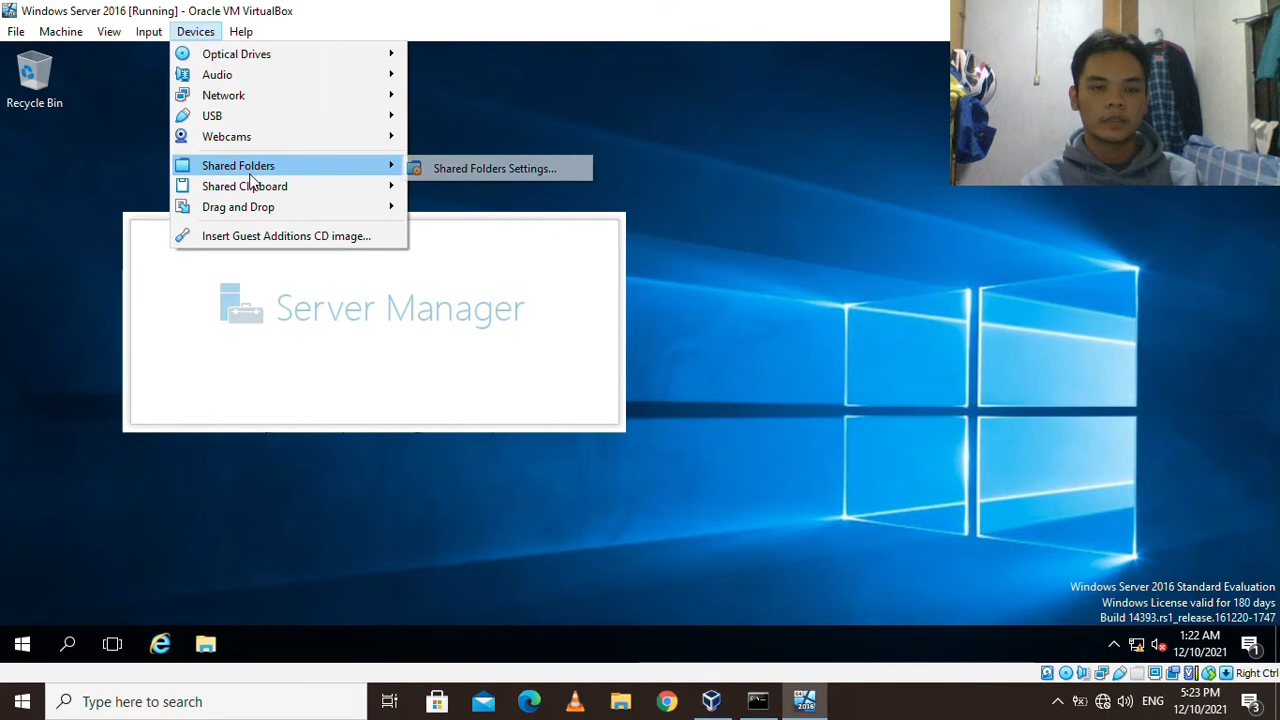 Windows Server 2016 [Running] - Oracle VM VirtualBox
File Machine View Input Devices Help
Recycle Bin
Optical Drives
Audio
Network
USB
Webcams
Shared Folders
Shared Folders Settings...
Shared Clipboard
Drag and Drop
Insert Guest Additions CD image...
Server Manager
Windows Server 2016 Standard Evaluation
Windows License valid for 180 days
Build 14393.rs1_release.161220-1747
1:22 AM
12/10/2021
1
Right Ctrl
Type here to search
2016
ENG
5:23 PM
12/10/2021
3